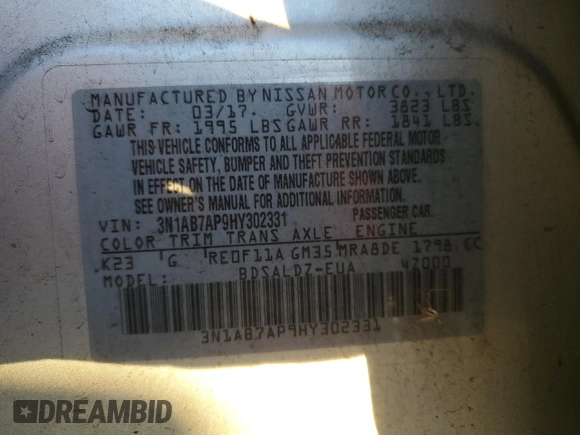 MANUFACTURED BY NISSAN MOTOR CO., LTD.
DATE: 03/17. GVWR: 3823 LBS
GAWR FR: 1995 LBS GAWR RR: 1841 LBS.
THIS VEHICLE CONFORMS TO ALL APPLICABLE FEDERAL MOTOR
VEHICLE SAFETY, BUMPER AND THEFT PREVENTION STANDARDS
IN EFFECT ON THE DATE OF MANUFACTURE SHOWN ABOVE.
SEE OWNER'S MANUAL FOR ADDITIONAL INFORMATION.
VIN: 3N1AB7AP9HY302331 PASSENGER CAR
COLOR TRIM TRANS AXLE ENGINE
K23 G RE0F11A GM35 MRA8DE 1798.6C
MODEL: BDSALDZ-EUA 47000
3N1AB7AP9HY302331
DREAMBID